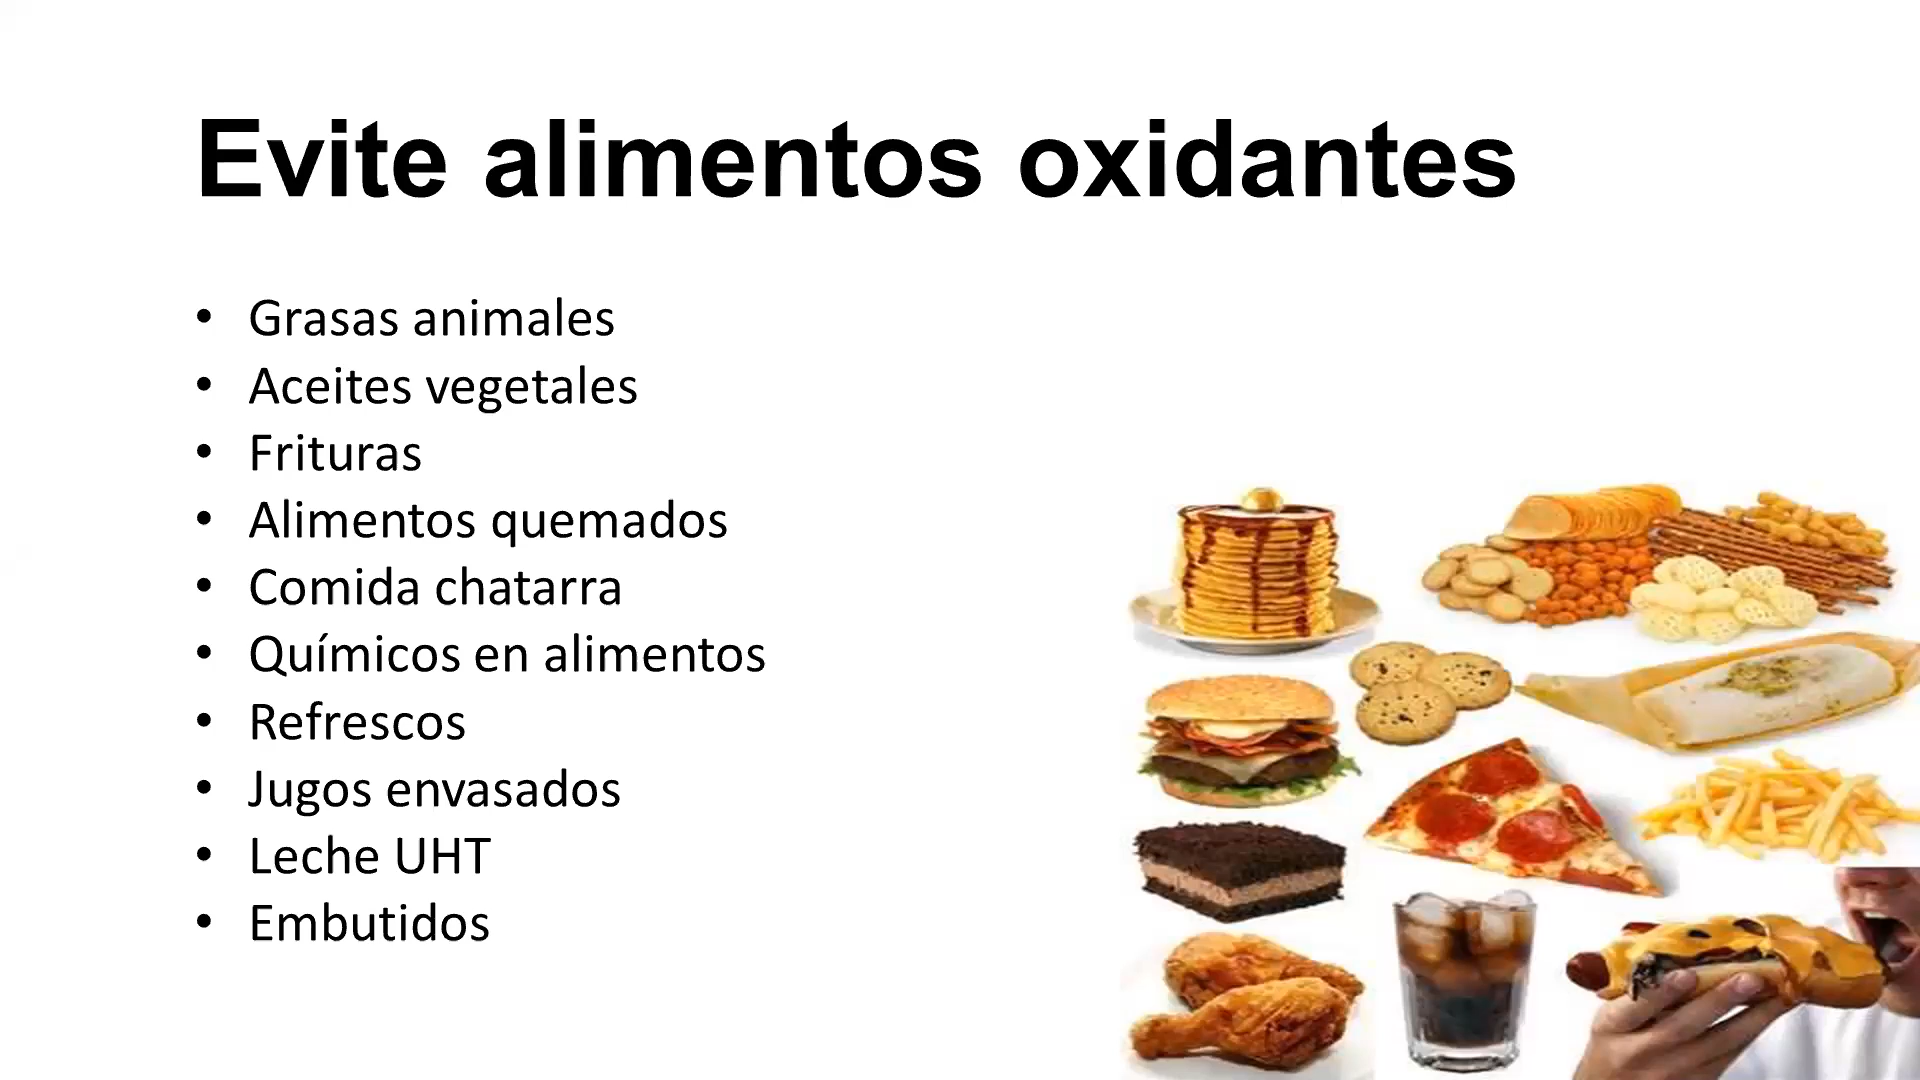 Evite alimentos oxidantes
• Grasas animales
• Aceites vegetales
• Frituras
• Alimentos quemados
• Comida chatarra
• Químicos en alimentos
• Refrescos
• Jugos envasados
• Leche UHT
• Embutidos